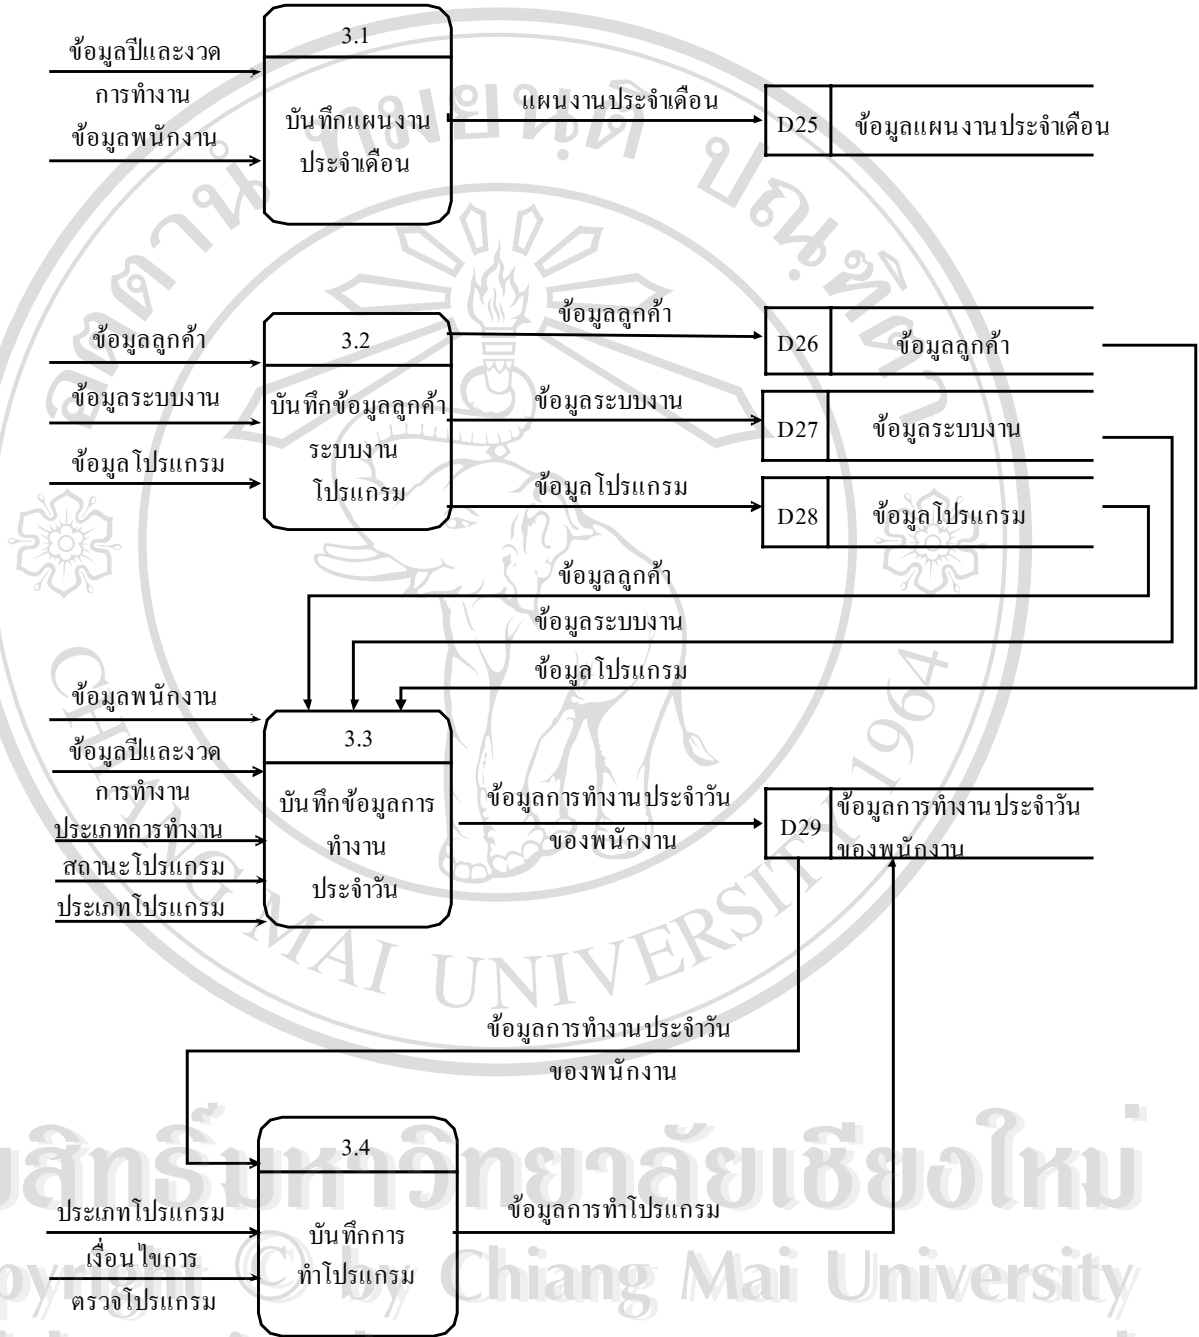 3.1
ข้อมูลปีและงวด
การทำงาน
ข้อมูลพนักงาน
บันทึกแผนงาน
ประจำเดือน
แผนงานประจำเดือน
D25
ข้อมูลแผนงานประจำเดือน
3.2
ข้อมูลลูกค้า
ข้อมูลระบบงาน
ข้อมูลโปรแกรม
บันทึกข้อมูลลูกค้า
ระบบงาน
โปรแกรม
ข้อมูลลูกค้า
ข้อมูลระบบงาน
ข้อมูลโปรแกรม
D26
ข้อมูลลูกค้า
D27
ข้อมูลระบบงาน
D28
ข้อมูลโปรแกรม
ข้อมูลลูกค้า
ข้อมูลระบบงาน
ข้อมูลโปรแกรม
ข้อมูลพนักงาน
ข้อมูลปีและงวด
การทำงาน
ประเภทการทำงาน
สถานะโปรแกรม
ประเภทโปรแกรม
3.3
บันทึกข้อมูลการ
ทำงาน
ประจำวัน
ข้อมูลการทำงานประจำวัน
ของพนักงาน
D29
ข้อมูลการทำงานประจำวัน
ของพนักงาน
ข้อมูลการทำงานประจำวัน
ของพนักงาน
3.4
ประเภทโปรแกรม
เงื่อนไขการ
ตรวจโปรแกรม
บันทึกการ
ทำโปรแกรม
ข้อมูลการทำโปรแกรม
CHIANG MAI UNIVERSITY 1964
มหาวิทยาลัยเชียงใหม่
© by Chiang Mai University